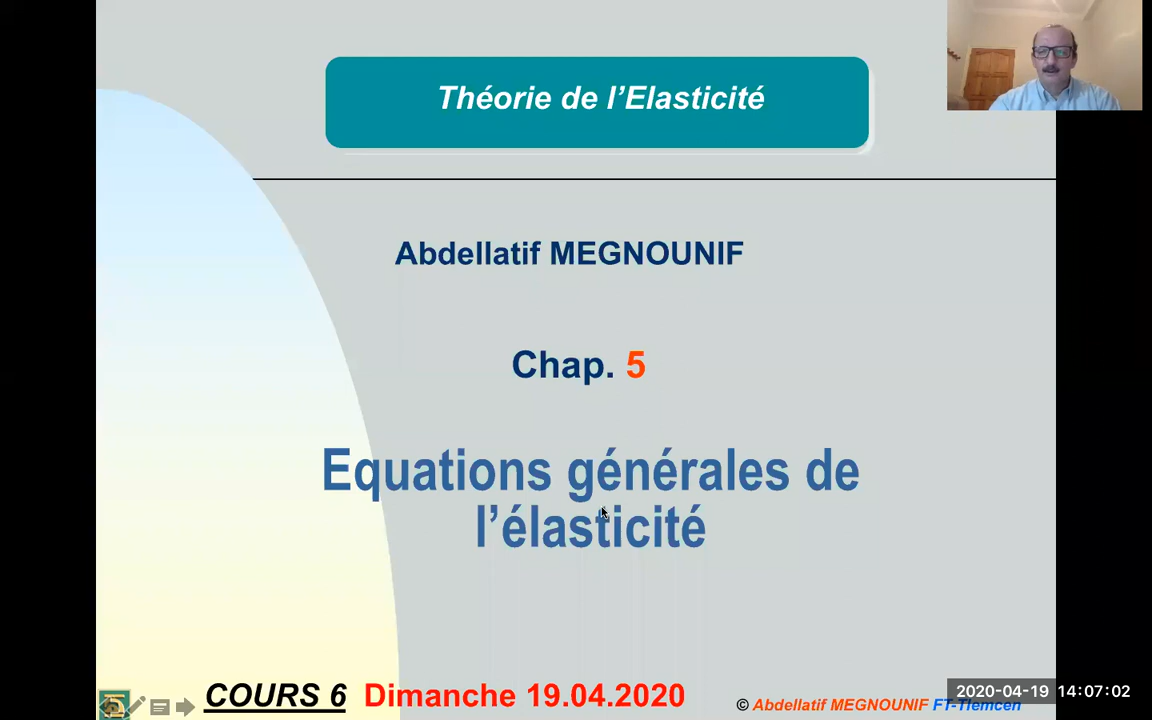 Théorie de l’Elasticité
Abdellatif MEGNOUNIF
Chap. 5
Equations générales de
l’élasticité
COURS 6 Dimanche 19.04.2020
© Abdellatif MEGNOUNIF FT-Tlemcen
2020-04-19 14:07:02